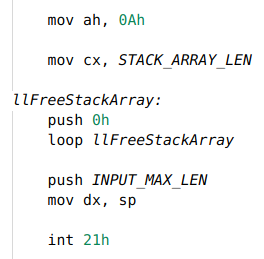 mov ah, 0Ah
mov cx, STACK_ARRAY_LEN
llFreeStackArray:
push 0h
loop llFreeStackArray
push INPUT_MAX_LEN
mov dx, sp
int 21h